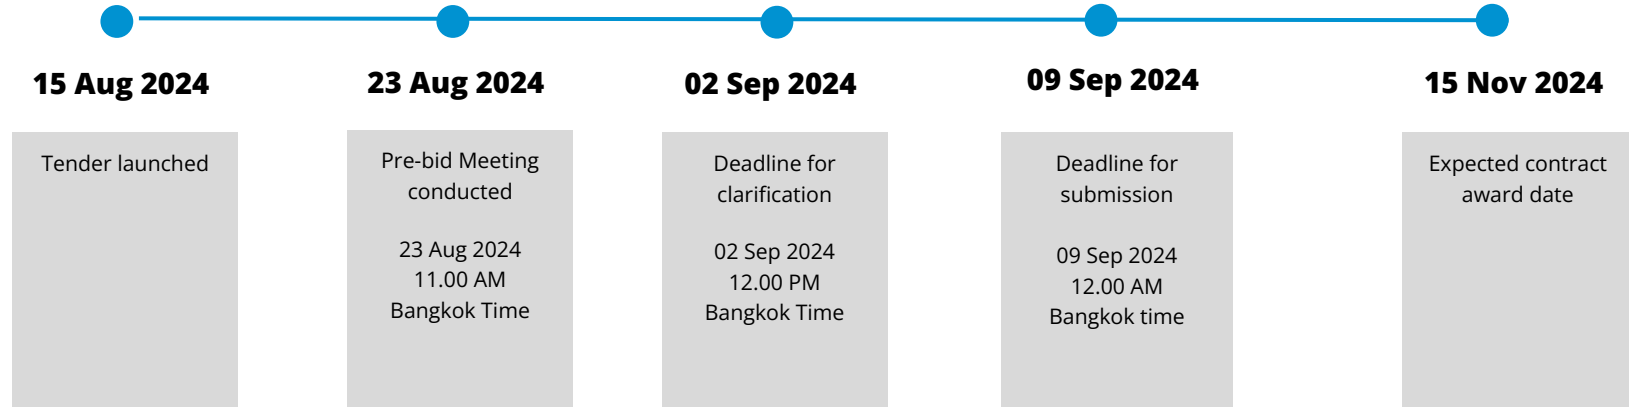 15 Aug 2024
23 Aug 2024
02 Sep 2024
09 Sep 2024
15 Nov 2024
Tender launched
Pre-bid Meeting
conducted
23 Aug 2024
11.00 AM
Bangkok Time
Deadline for
clarification
02 Sep 2024
12.00 PM
Bangkok Time
Deadline for
submission
09 Sep 2024
12.00 AM
Bangkok time
Expected contract
award date